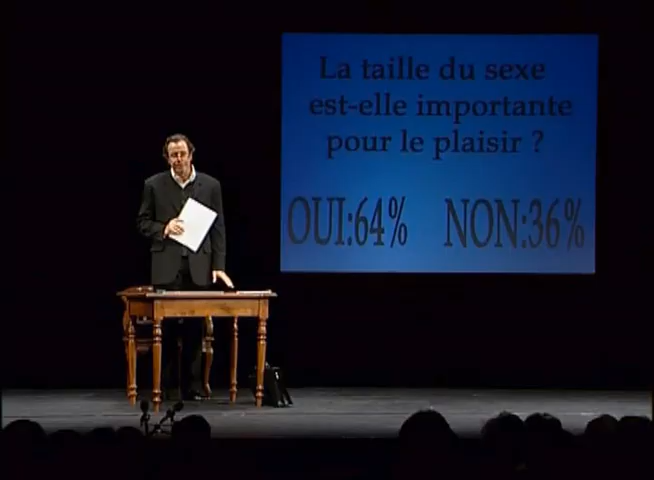 La taille du sexe
est-elle importante
pour le plaisir ?
OUI:64% NON:36%